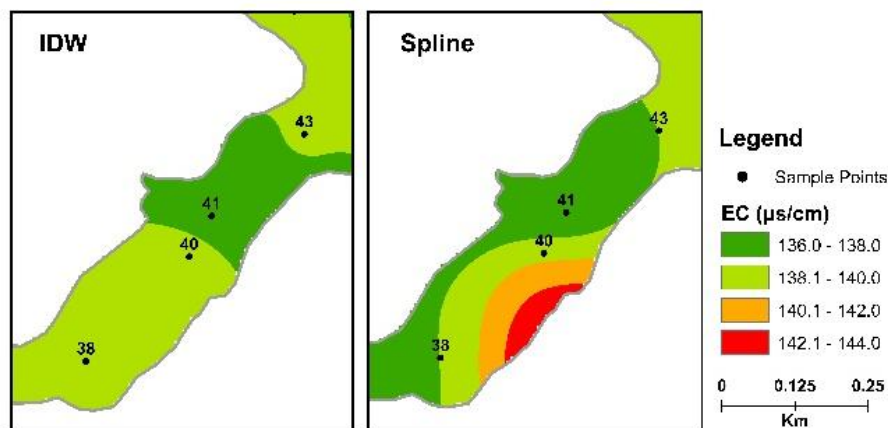 IDW
43
41
40
38
Spline
43
41
40
38
Legend
Sample Points
EC (µs/cm)
136.0 - 138.0
138.1 - 140.0
140.1 - 142.0
142.1 - 144.0
0 0.125 0.25
Km